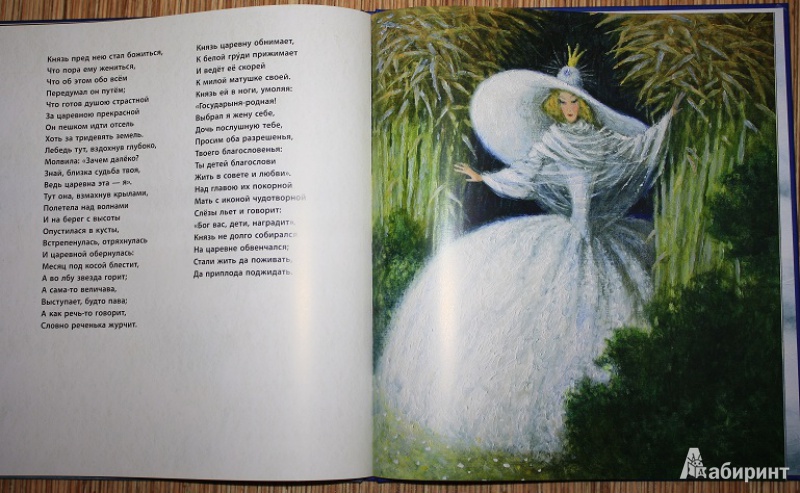 Князь пред нею стал божиться,
Что пора ему жениться,
Что об этом обо всём
Передумал он путём;
Что готов душою страстной
За царевною прекрасной
Он пешком идти отсель
Хоть за тридевять земель.
Лебедь тут, вздохнув глубоко,
Молвила: «Зачем далёко?
Знай, близка судьба твоя,
Ведь царевна эта — я».
Тут она, взмахнув крылами,
Полетела над волнами
И на берег с высоты
Опустилася в кусты,
Встрепенулась, отряхнулась
И царевной обернулась:
Месяц под косой блестит,
А во лбу звезда горит;
А сама-то величава,
Выступает, будто пава;
А как речь-то говорит,
Словно реченька журчит.
Князь царевну обнимает,
К белой груди прижимает
И ведёт её скорей
К милой матушке своей.
Князь ей в ноги, умоляя:
«Государыня-родная!
Выбрал я жену себе,
Дочь послушную тебе,
Просим оба разрешенья,
Твоего благословенья:
Ты детей благослови
Жить в совете и любви».
Над главою их покорной
Мать с иконой чудотворной
Слёзы льет и говорит:
«Бог вас, дети, наградит».
Князь не долго собирался,
На царевне обвенчался;
Стали жить да поживать,
Да приплода поджидать.
Лабиринт